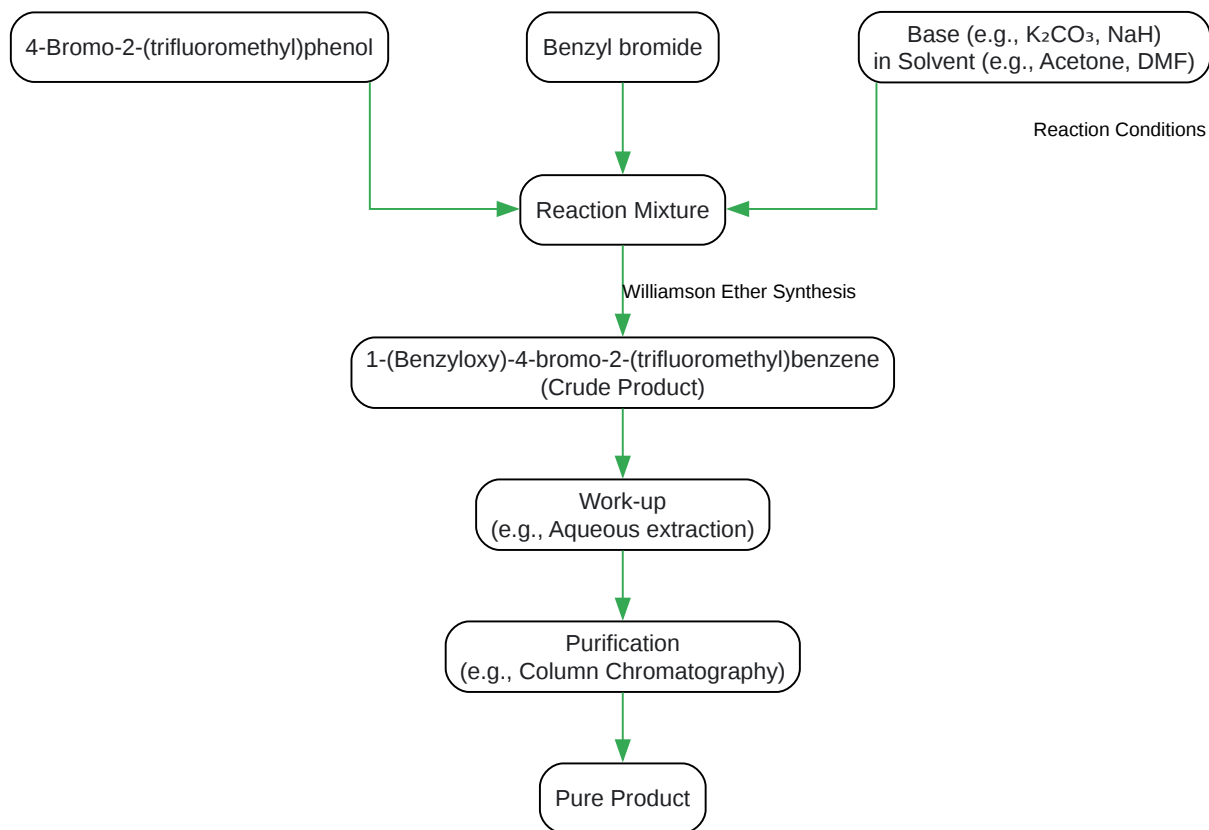 4-Bromo-2-(trifluoromethyl)phenol
Benzyl bromide
Base (e.g., K₂CO₃, NaH)
in Solvent (e.g., Acetone, DMF)
Reaction Conditions
Reaction Mixture
Williamson Ether Synthesis
1-(Benzyloxy)-4-bromo-2-(trifluoromethyl)benzene
(Crude Product)
Work-up
(e.g., Aqueous extraction)
Purification
(e.g., Column Chromatography)
Pure Product